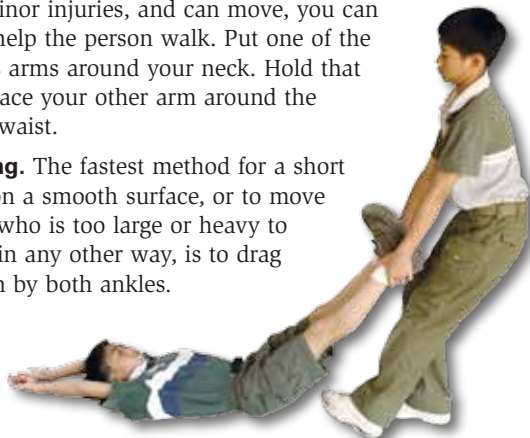 inor injuries, and can move, you can
help the person walk. Put one of the
s arms around your neck. Hold that
ace your other arm around the
waist.
ng. The fastest method for a short
on a smooth surface, or to move
who is too large or heavy to
in any other way, is to drag
n by both ankles.